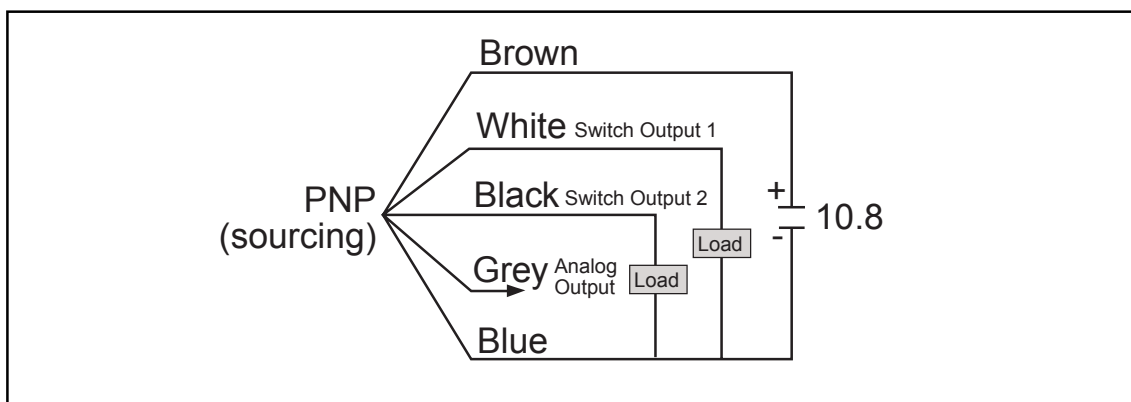 Brown
White Switch Output 1
Black Switch Output 2
PNP
(sourcing)
+
10.8
-
Load
Grey Analog
Output
Load
Blue